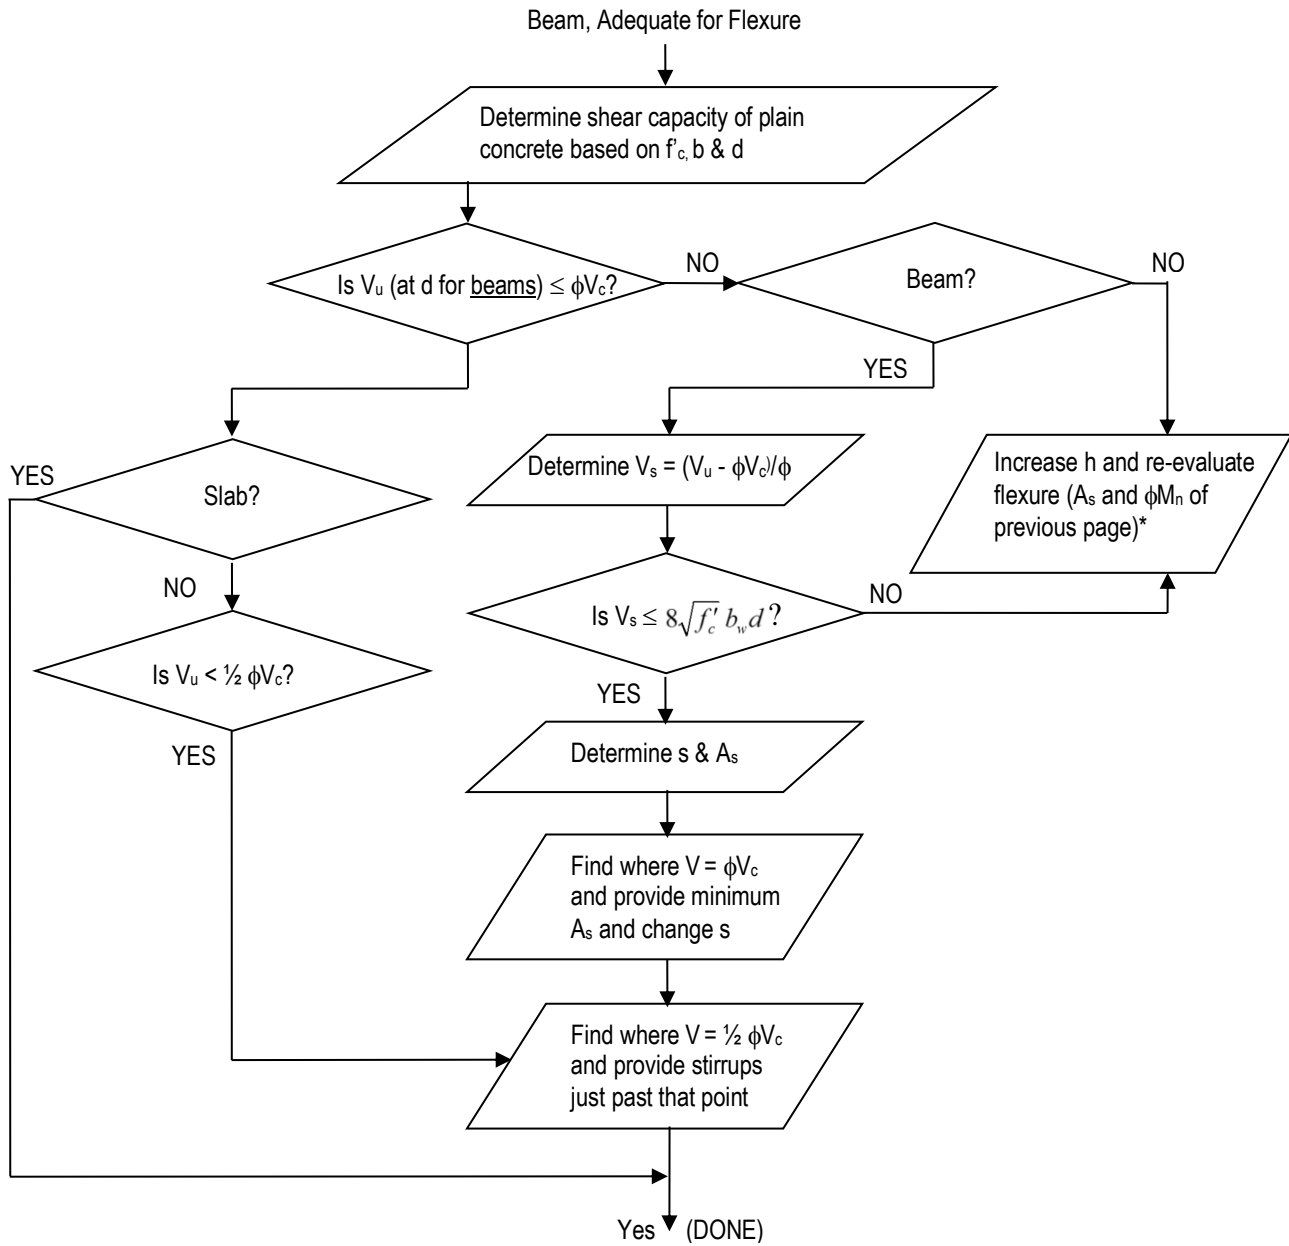 Beam, Adequate for Flexure
Determine shear capacity of plain
concrete based on f'c, b & d
Is Vu (at d for beams) ≤ ϕVc?
NO
Beam?
NO
YES
YES
Slab?
Determine Vs = (Vu - ϕVc)/ϕ
Increase h and re-evaluate
flexure (As and ϕMn of
previous page)*
NO
Is Vs ≤ 8√f′c bwd ?
NO
Is Vu < ½ ϕVc?
YES
YES
Determine s & As
Find where V = ϕVc
and provide minimum
As and change s
Find where V = ½ ϕVc
and provide stirrups
just past that point
Yes (DONE)